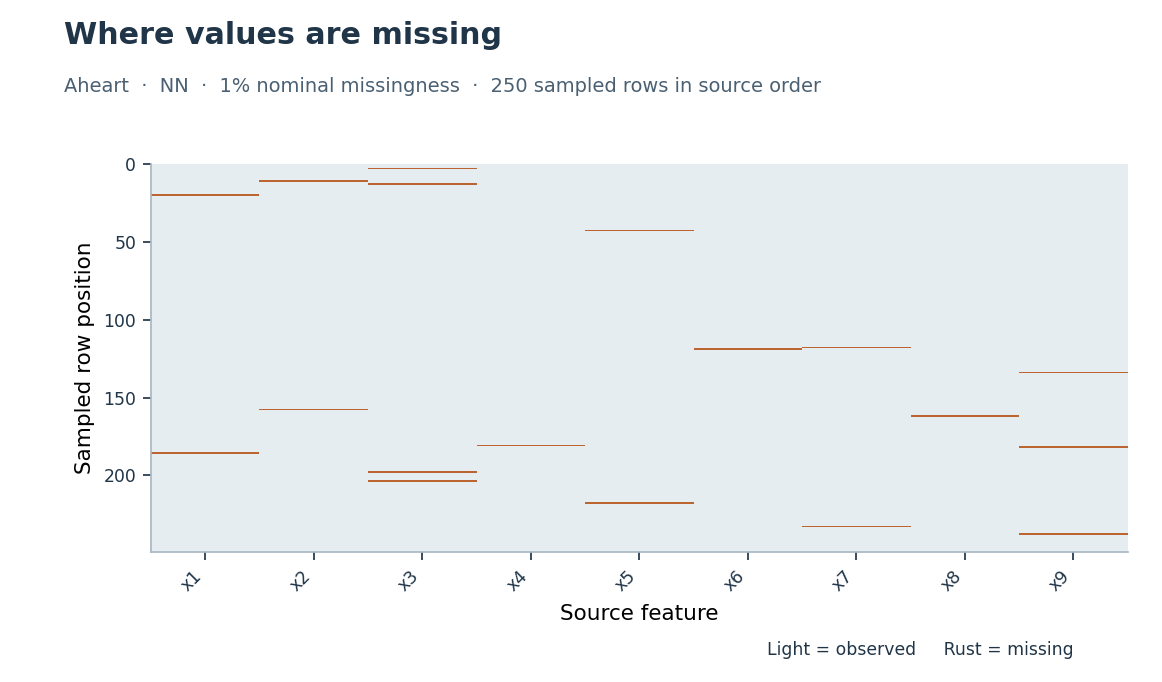 Where values are missing
Aheart · NN · 1% nominal missingness · 250 sampled rows in source order
0
50
100
150
200
Sampled row position
x1 x2 x3 x4 x5 x6 x7 x8 x9
Source feature
Light = observed Rust = missing